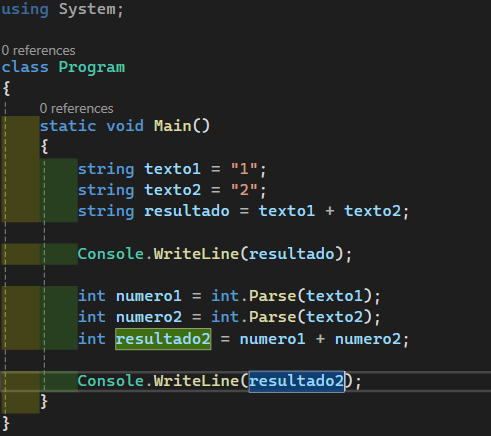 using System;
0 references
class Program
{
0 references
static void Main()
{
string texto1 = "1";
string texto2 = "2";
string resultado = texto1 + texto2;
Console.WriteLine(resultado);
int numero1 = int.Parse(texto1);
int numero2 = int.Parse(texto2);
int resultado2 = numero1 + numero2;
Console.WriteLine(resultado2);
}
}